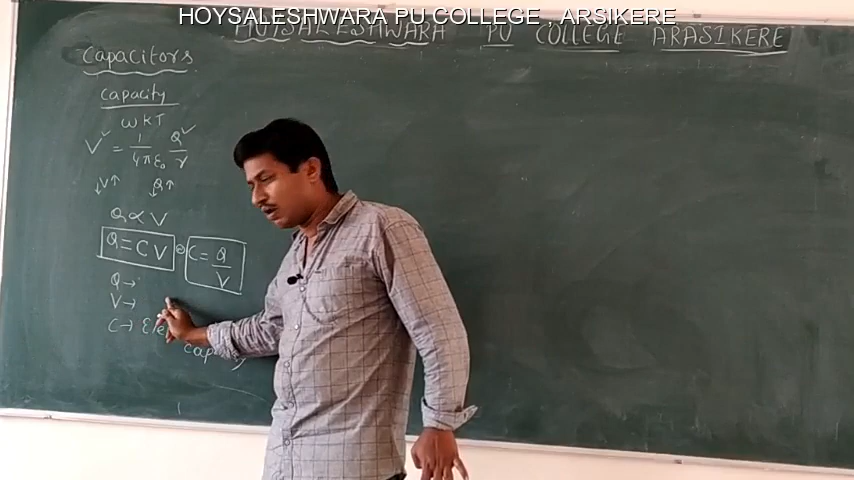 HOYSALESHWARA PU COLLEGE , ARSIKERE
HOYSALESHWARA PU COLLEGE ARASIKERE
Capacitors
Capacity
WKT
V = 1/4πε₀ Q/r
↓V↑ ↓Q↑
Q ∝ V
Q = CV C = Q/V
Q →
V →
C →